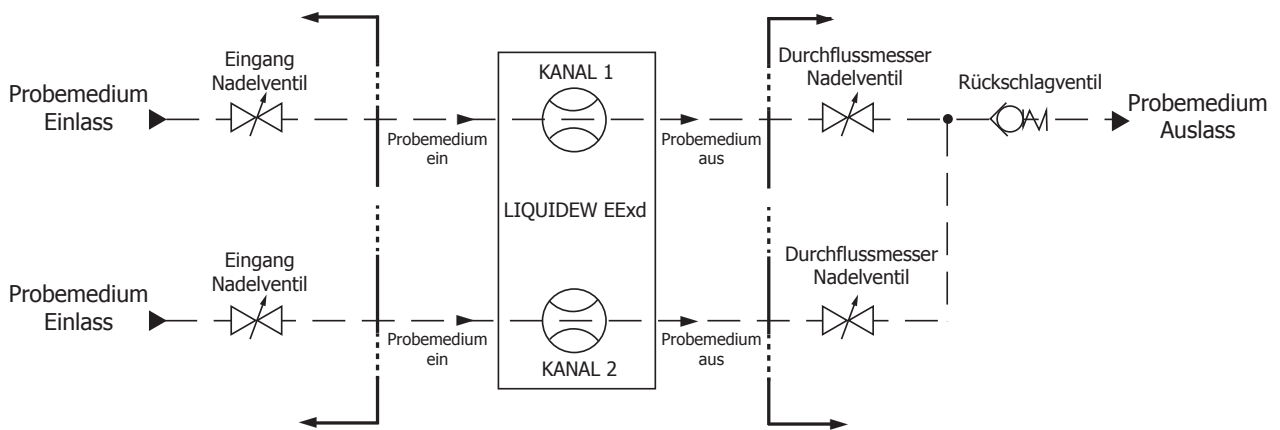 Probemedium
Einlass
Eingang
Nadelventil
Probemedium
ein
KANAL 1
Probemedium
aus
Durchflussmesser
Nadelventil
Rückschlagventil
Probemedium
Auslass
LIQUIDEW EExd
Probemedium
Einlass
Eingang
Nadelventil
Probemedium
ein
KANAL 2
Probemedium
aus
Durchflussmesser
Nadelventil